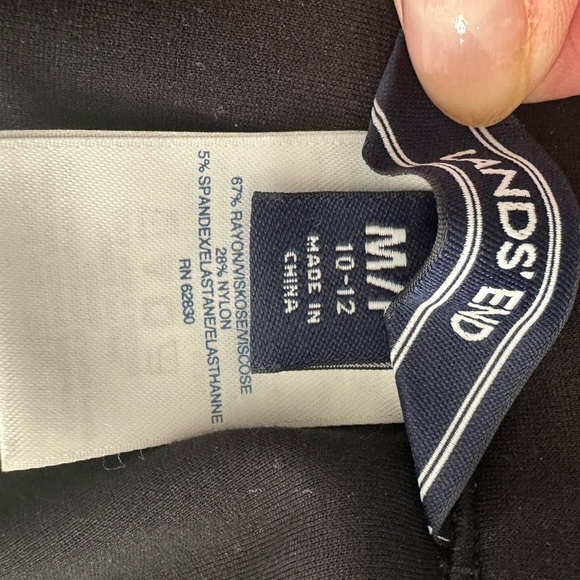 LANDS' END
M/
10-12
MADE IN
CHINA
67% RAYON/VISKOSE/VISCOSE
28% NYLON
5% SPANDEX/ELASTANE/ELASTHANNE
RN 62830